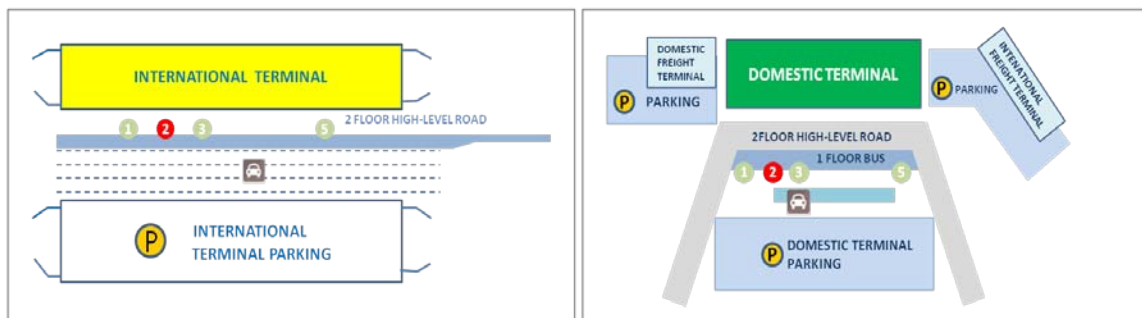 INTERNATIONAL TERMINAL
2 FLOOR HIGH-LEVEL ROAD
1
2
3
5
P
INTERNATIONAL
TERMINAL PARKING
DOMESTIC
FREIGHT
TERMINAL
P
PARKING
DOMESTIC TERMINAL
P
PARKING
INTENATIONAL
FREIGHT TERMINAL
2FLOOR HIGH-LEVEL ROAD
1 FLOOR BUS
1
2
3
5
P
DOMESTIC TERMINAL
PARKING